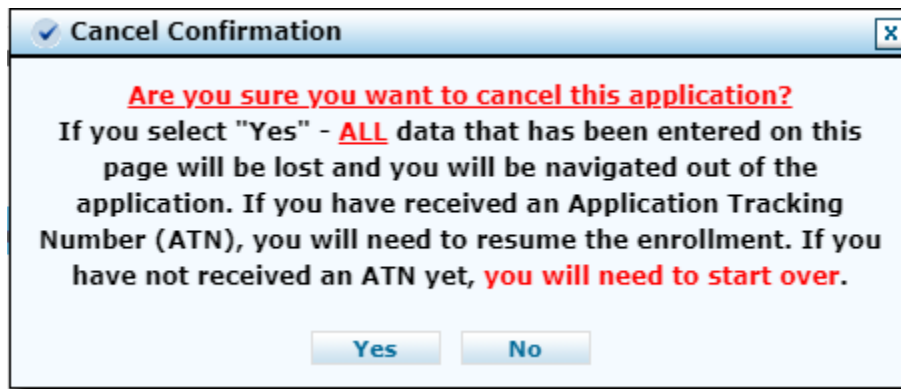 Cancel Confirmation
Are you sure you want to cancel this application?
If you select "Yes" - ALL data that has been entered on this
page will be lost and you will be navigated out of the
application. If you have received an Application Tracking
Number (ATN), you will need to resume the enrollment. If you
have not received an ATN yet, you will need to start over.
Yes No